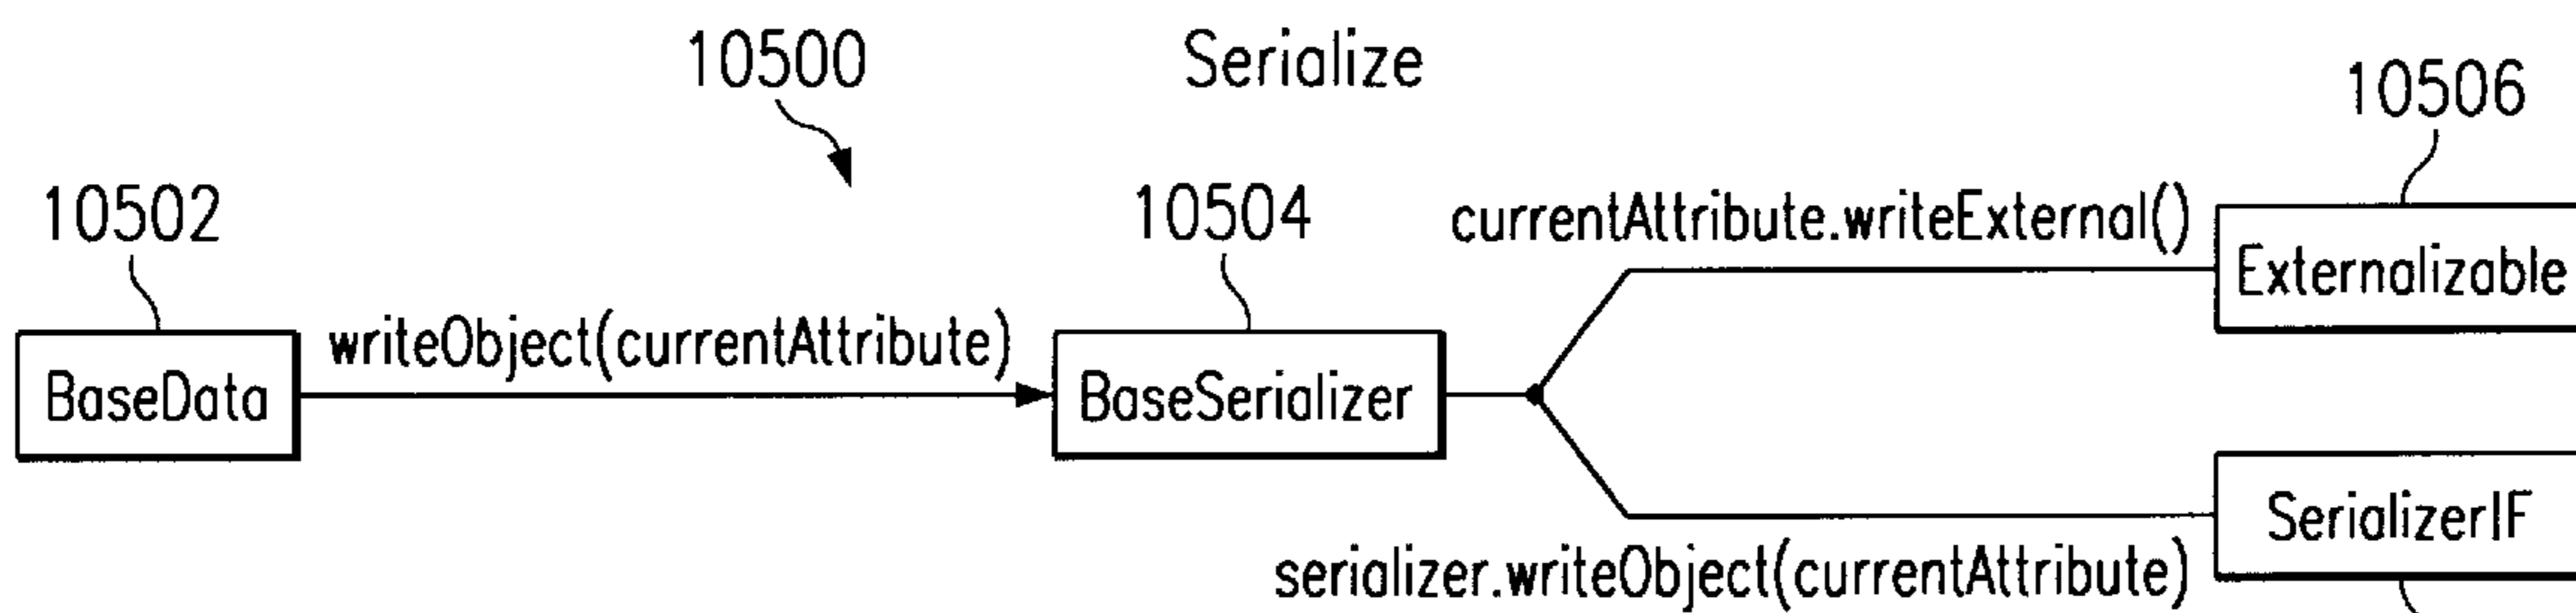 10500
Serialize
10506
10502
10504
currentAttribute.writeExternal()
Externalizable
writeObject(currentAttribute)
BaseData
BaseSerializer
SerializerIF
serializer.writeObject(currentAttribute)